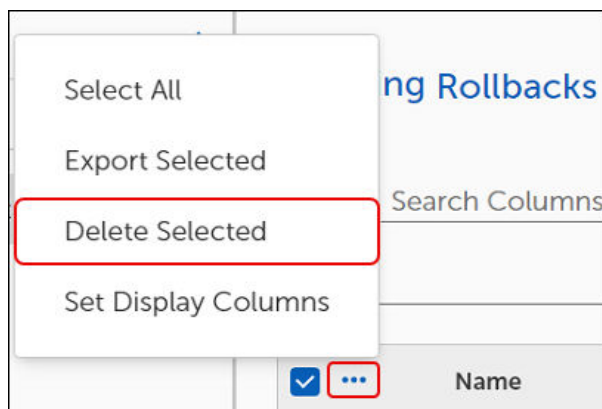 Select All
Export Selected
Delete Selected
Set Display Columns
ng Rollbacks
Search Columns
Name